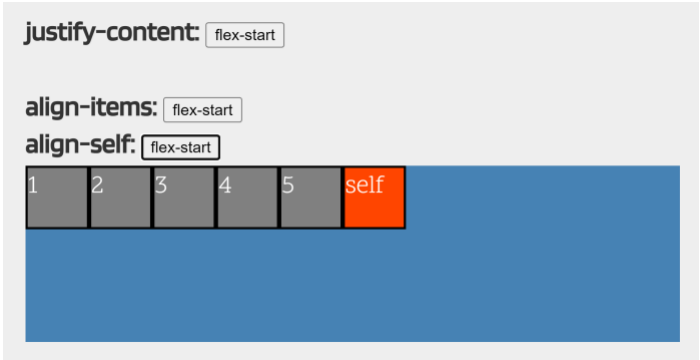 justify-content: flex-start
align-items: flex-start
align-self: flex-start
1 2 3 4 5 self